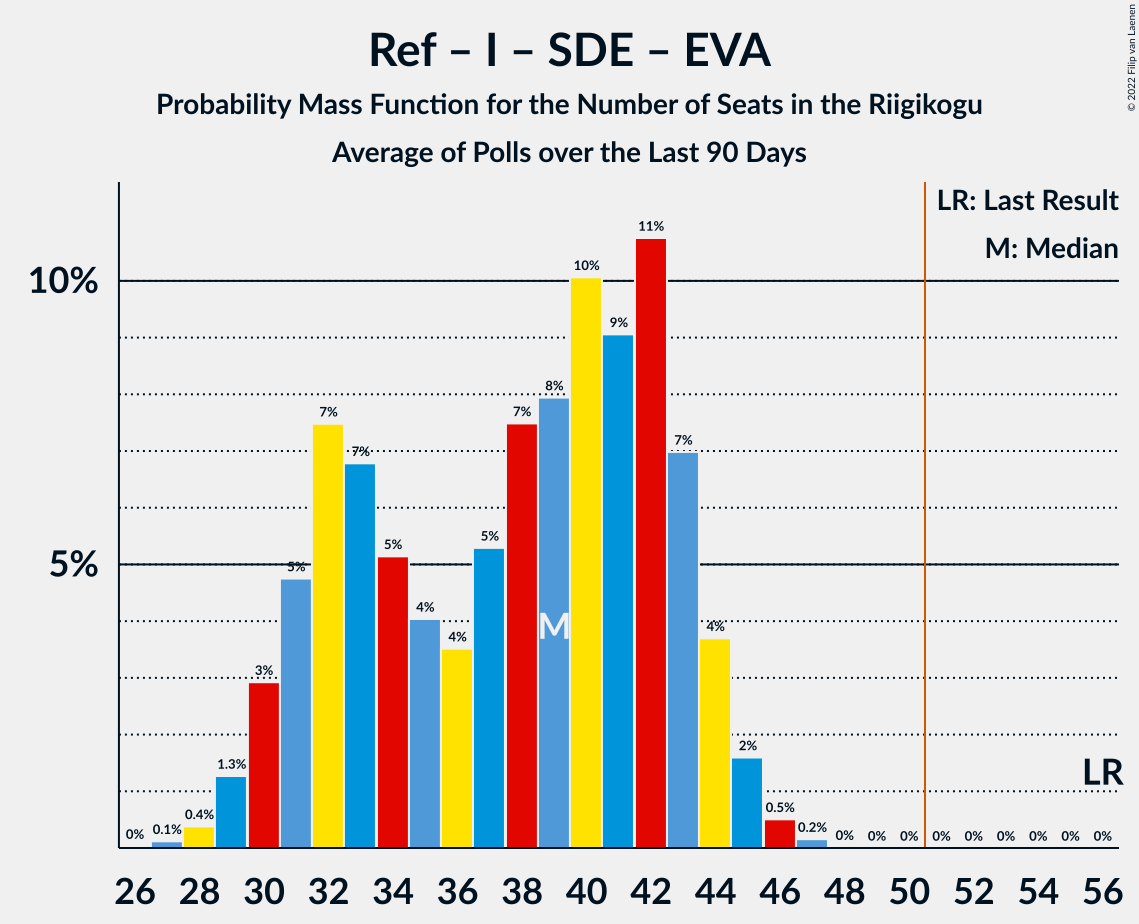 Ref – I – SDE – EVA
Probability Mass Function for the Number of Seats in the Riigikogu
Average of Polls over the Last 90 Days
© 2022 Filip van Laenen
LR: Last Result
M: Median
10%
5%
0% 0.1% 0.4% 1.3% 3% 5% 7% 7% 5% 4% 4% 5% 7% 8% 10% 9% 11% 7% 4% 2% 0.5% 0.2% 0% 0% 0% 0% 0% 0% 0% 0% 0%
M
LR
26 28 30 32 34 36 38 40 42 44 46 48 50 52 54 56